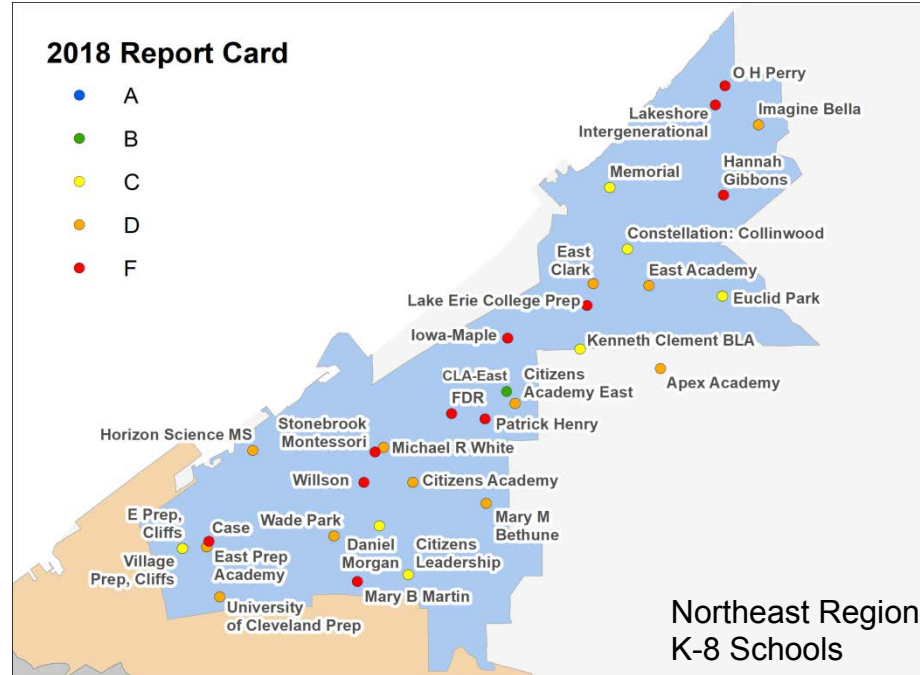 2018 Report Card
A
B
C
D
F
O H Perry
Lakeshore
Intergenerational
Imagine Bella
Memorial
Hannah
Gibbons
Constellation: Collinwood
East
Clark
East Academy
Lake Erie College Prep
Euclid Park
Iowa-Maple
Kenneth Clement BLA
CLA-East
Citizens
Academy East
Apex Academy
FDR
Patrick Henry
Stonebrook
Montessori
Horizon Science MS
Michael R White
Willson
Citizens Academy
Mary M
Bethune
E Prep,
Cliffs
Village
Prep, Cliffs
Case
East Prep
Academy
Wade Park
Daniel
Morgan
Citizens
Leadership
Mary B Martin
University
of Cleveland Prep
Northeast Region
K-8 Schools